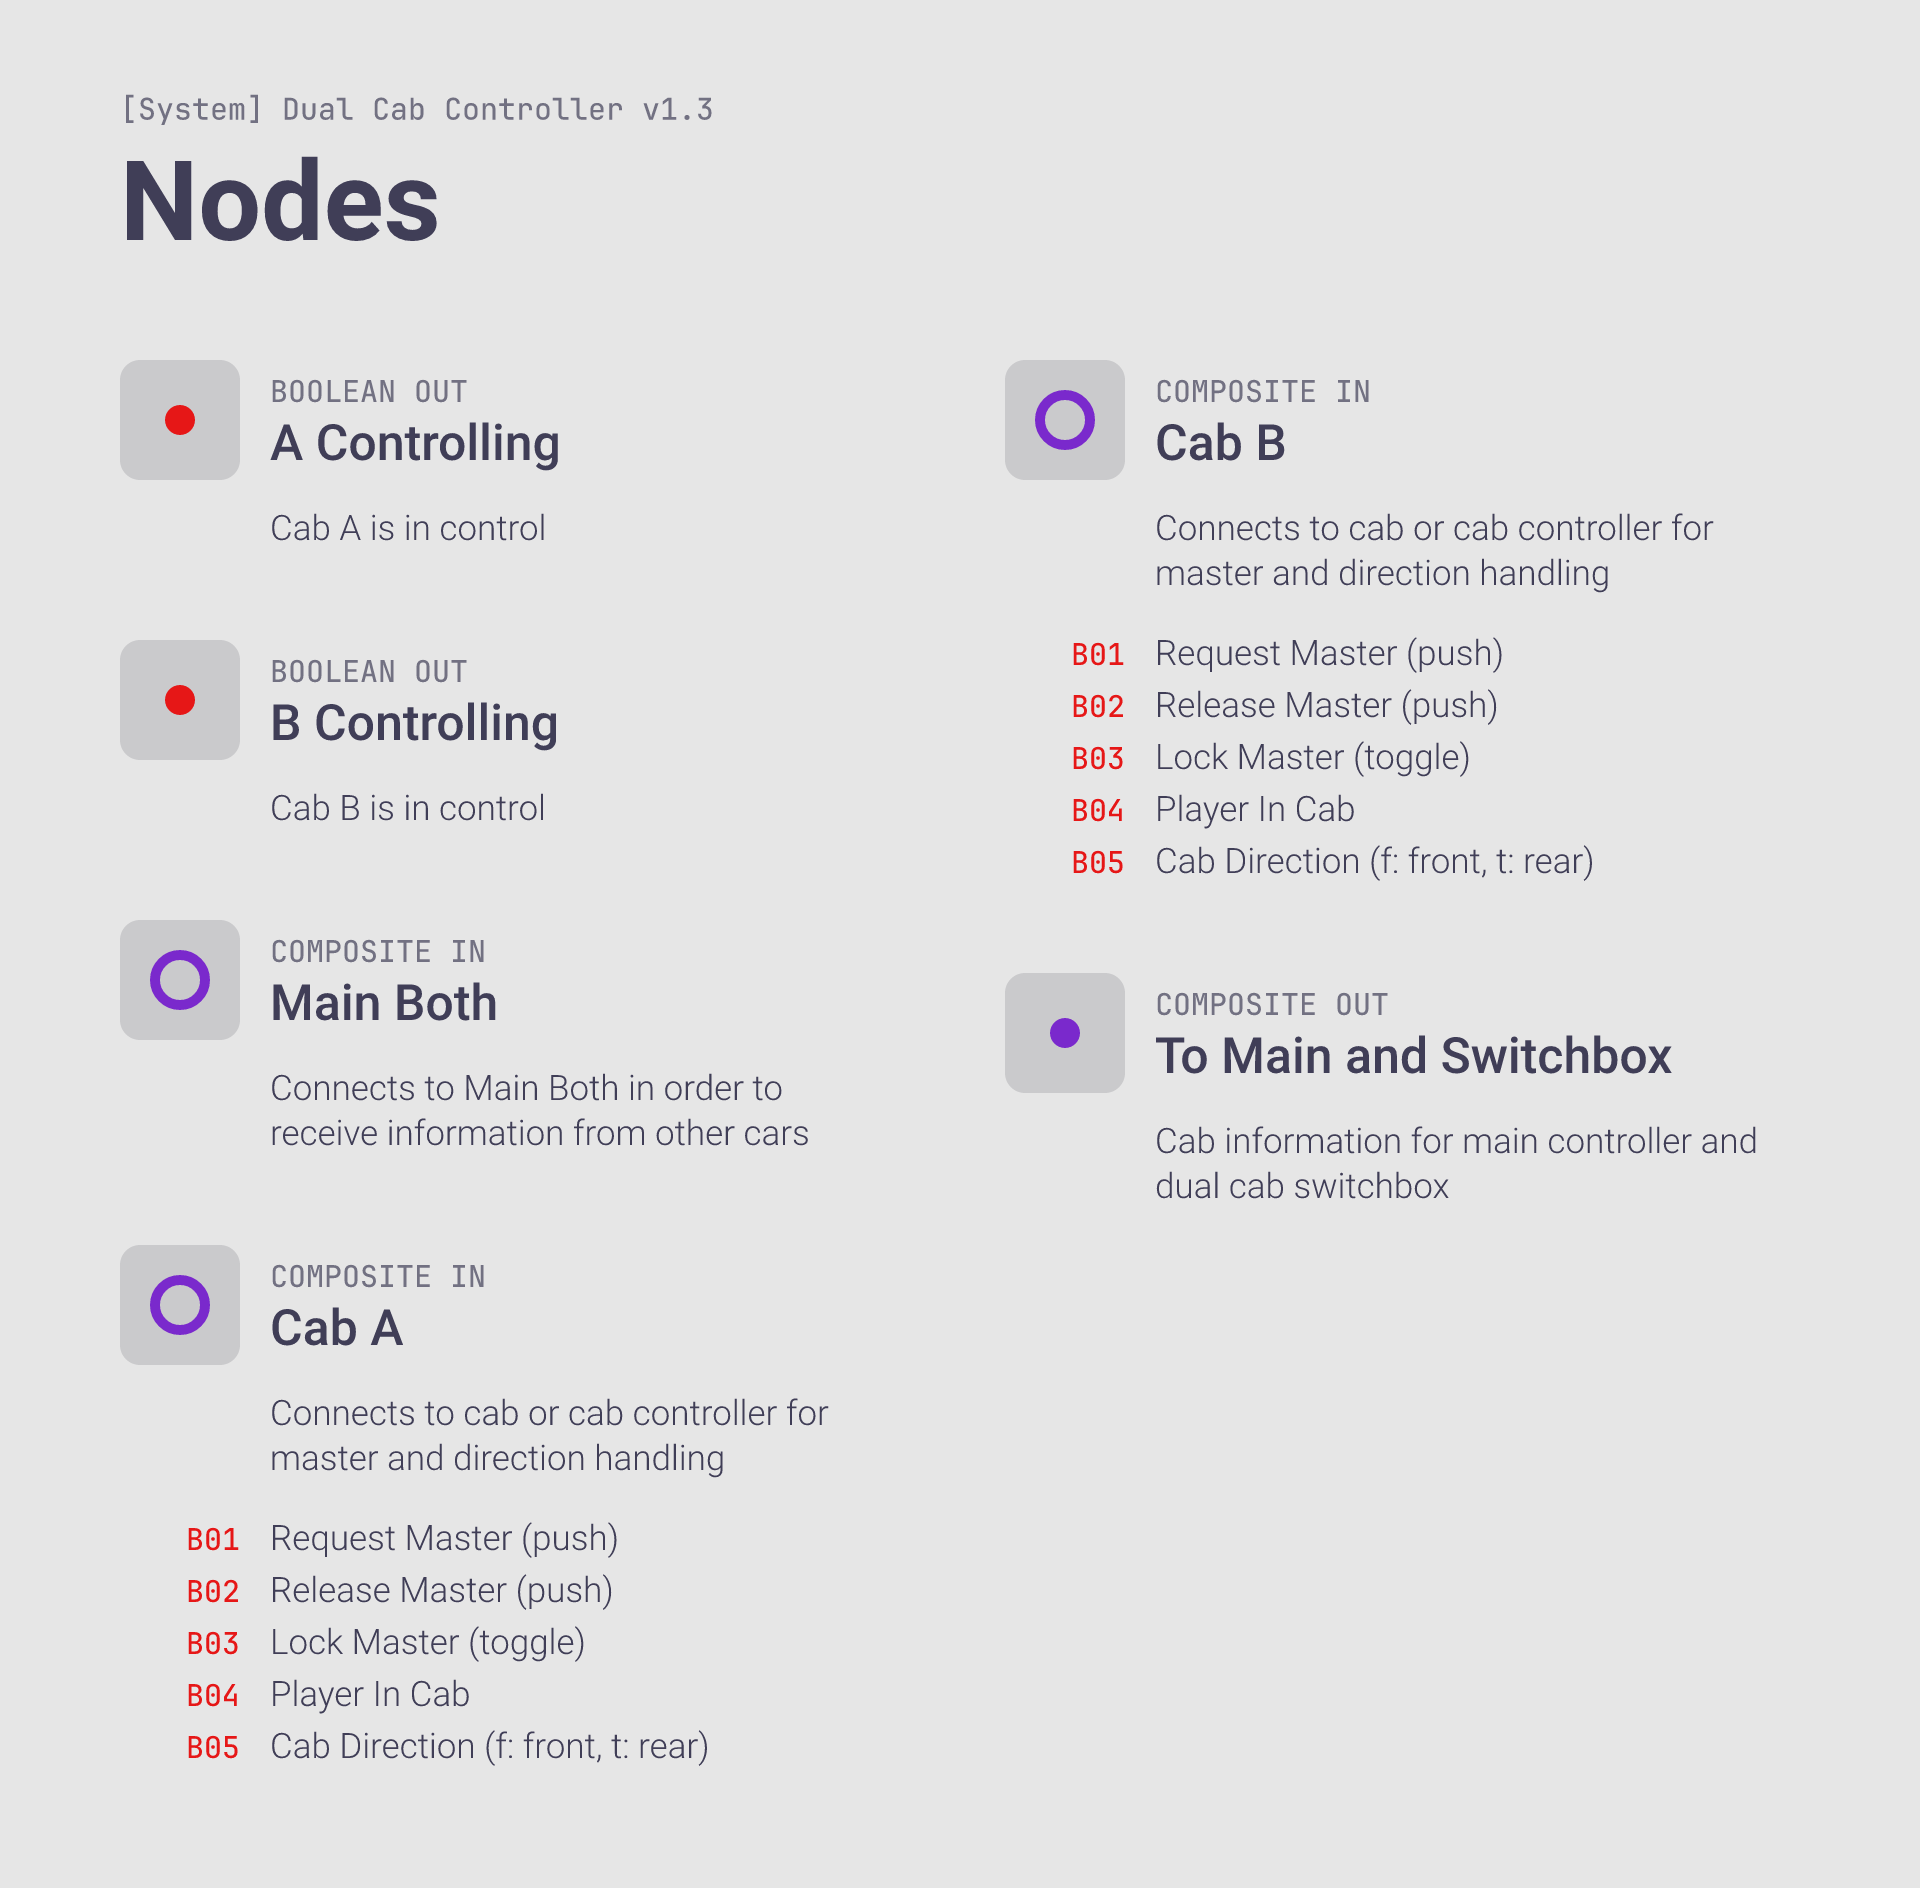 [System] Dual Cab Controller v1.3
Nodes
BOOLEAN OUT
A Controlling
Cab A is in control
BOOLEAN OUT
B Controlling
Cab B is in control
COMPOSITE IN
Main Both
Connects to Main Both in order to
receive information from other cars
COMPOSITE IN
Cab A
Connects to cab or cab controller for
master and direction handling
B01 Request Master (push)
B02 Release Master (push)
B03 Lock Master (toggle)
B04 Player In Cab
B05 Cab Direction (f: front, t: rear)
COMPOSITE IN
Cab B
Connects to cab or cab controller for
master and direction handling
B01 Request Master (push)
B02 Release Master (push)
B03 Lock Master (toggle)
B04 Player In Cab
B05 Cab Direction (f: front, t: rear)
COMPOSITE OUT
To Main and Switchbox
Cab information for main controller and
dual cab switchbox